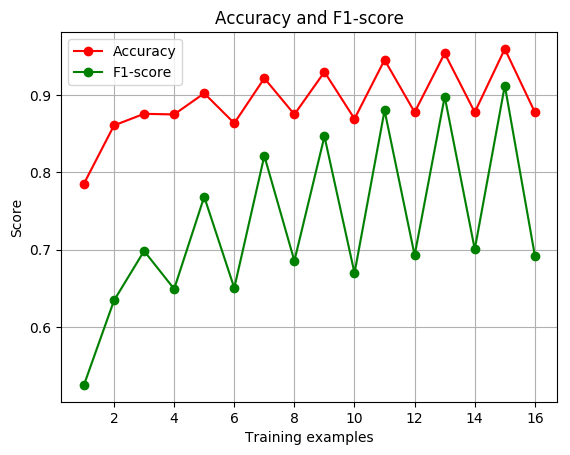 Accuracy and F1-score
Accuracy
F1-score
Score
0.9
0.8
0.7
0.6
2 4 6 8 10 12 14 16
Training examples